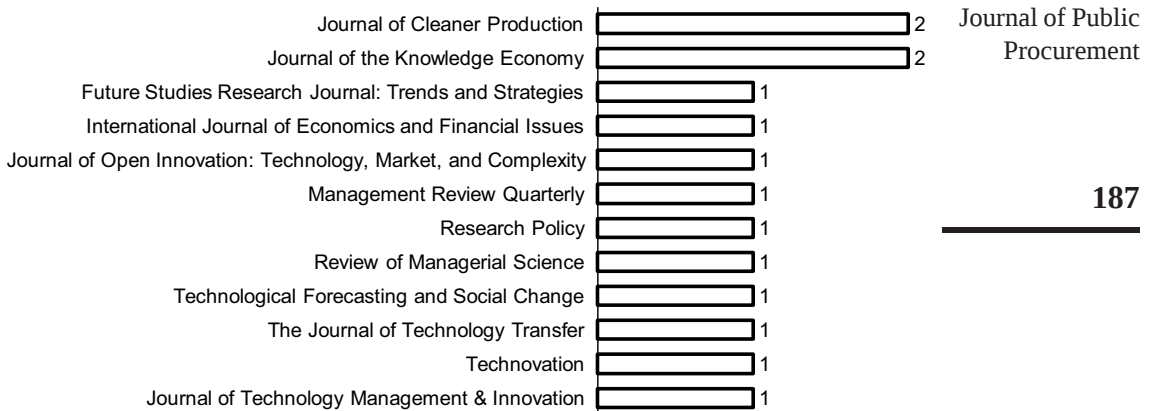 Journal of Cleaner Production 2
Journal of the Knowledge Economy 2
Future Studies Research Journal: Trends and Strategies 1
International Journal of Economics and Financial Issues 1
Journal of Open Innovation: Technology, Market, and Complexity 1
Management Review Quarterly 1
Research Policy 1
Review of Managerial Science 1
Technological Forecasting and Social Change 1
The Journal of Technology Transfer 1
Technovation 1
Journal of Technology Management & Innovation 1
Journal of Public
Procurement
187